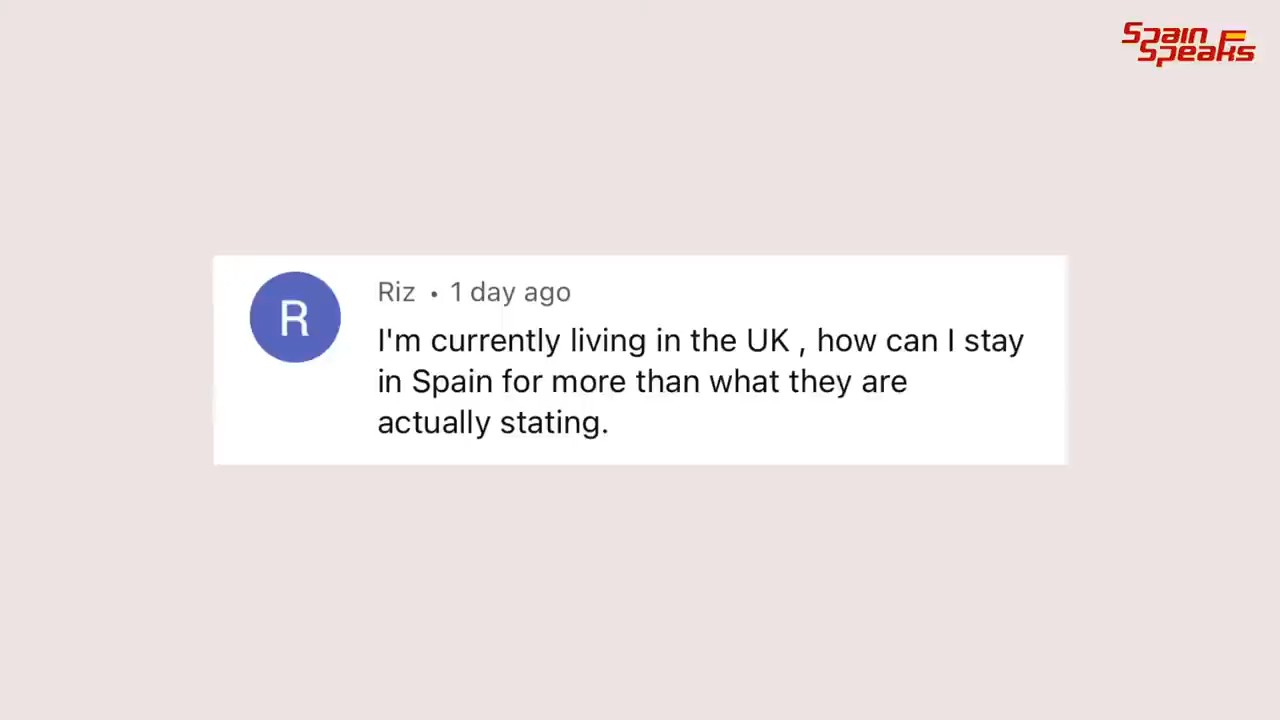 Spain
Speaks
R
Riz • 1 day ago
I'm currently living in the UK , how can I stay
in Spain for more than what they are
actually stating.